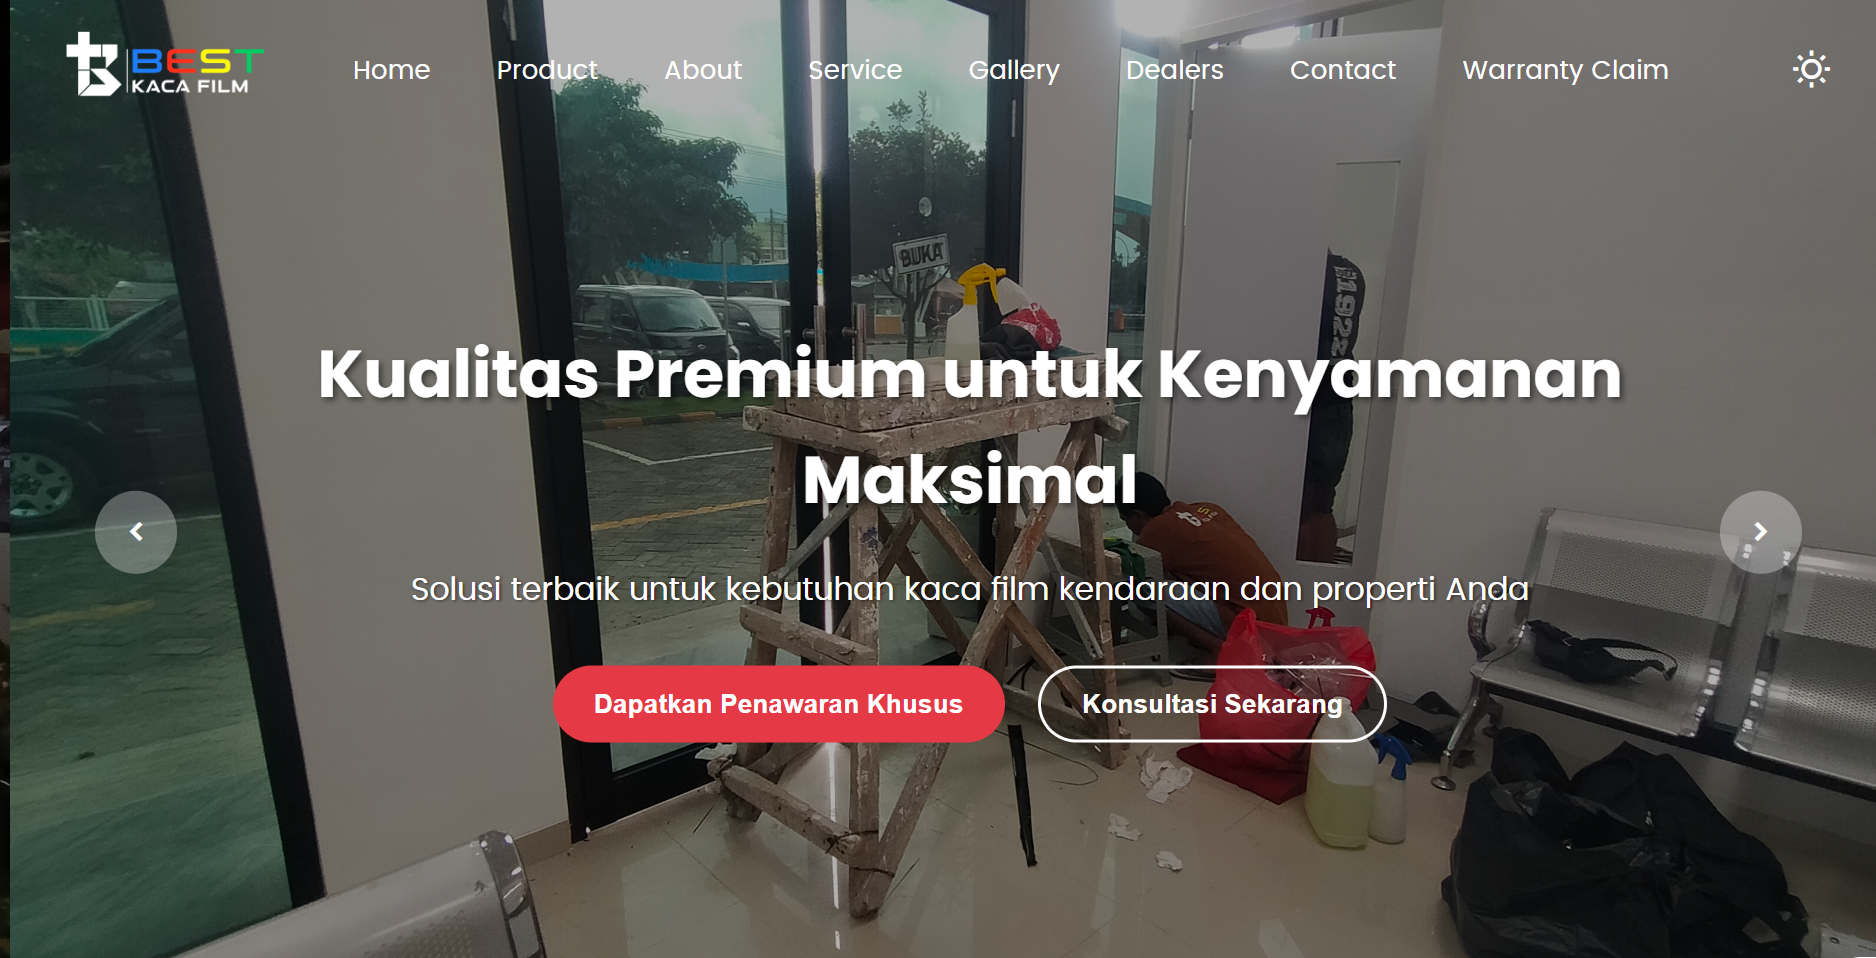 BEST
KACA FILM
Home
Product
About
Service
Gallery
Dealers
Contact
Warranty Claim
BUKA
1922
Kualitas Premium untuk Kenyamanan
Maksimal
Solusi terbaik untuk kebutuhan kaca film kendaraan dan properti Anda
Dapatkan Penawaran Khusus
Konsultasi Sekarang